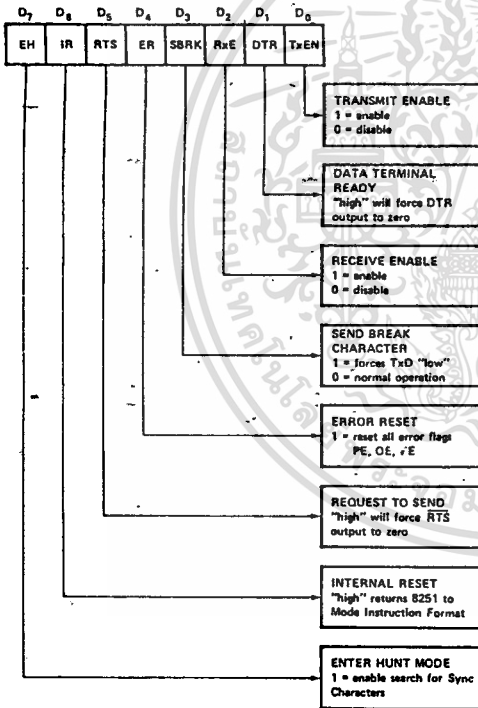 D7 D6 D5 D4 D3 D2 D1 D0
EH IR RTS ER SBRK RxE DTR TxEN
TRANSMIT ENABLE
1 = enable
0 = disable
DATA TERMINAL
READY
"high" will force DTR
output to zero
RECEIVE ENABLE
1 = enable
0 = disable
SEND BREAK
CHARACTER
1 = forces TxD "low"
0 = normal operation
ERROR RESET
1 = reset all error flags
PE, OE,
REQUEST TO SEND
"high" will force RTS
output to zero
INTERNAL RESET
"high" returns 8251 to
Mode Instruction Format
ENTER HUNT MODE
1 = enable search for Sync
Characters